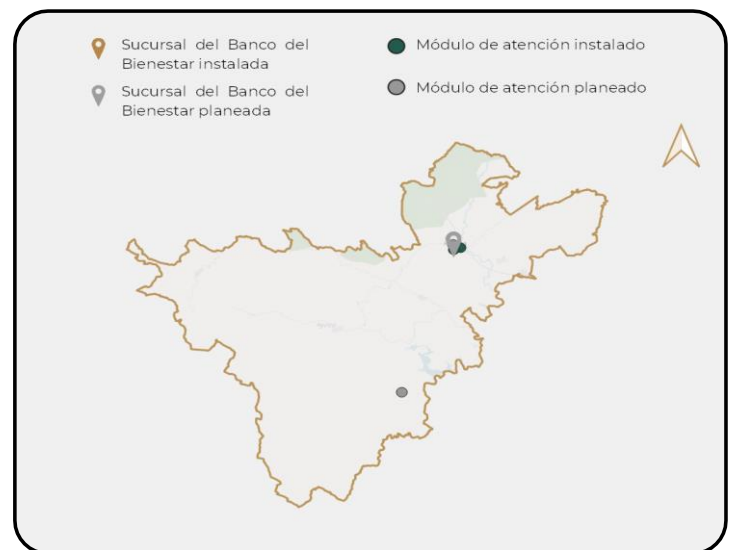 Sucursal del Banco del
Bienestar instalada
Sucursal del Banco del
Bienestar planeada
Módulo de atención instalado
Módulo de atención planeado